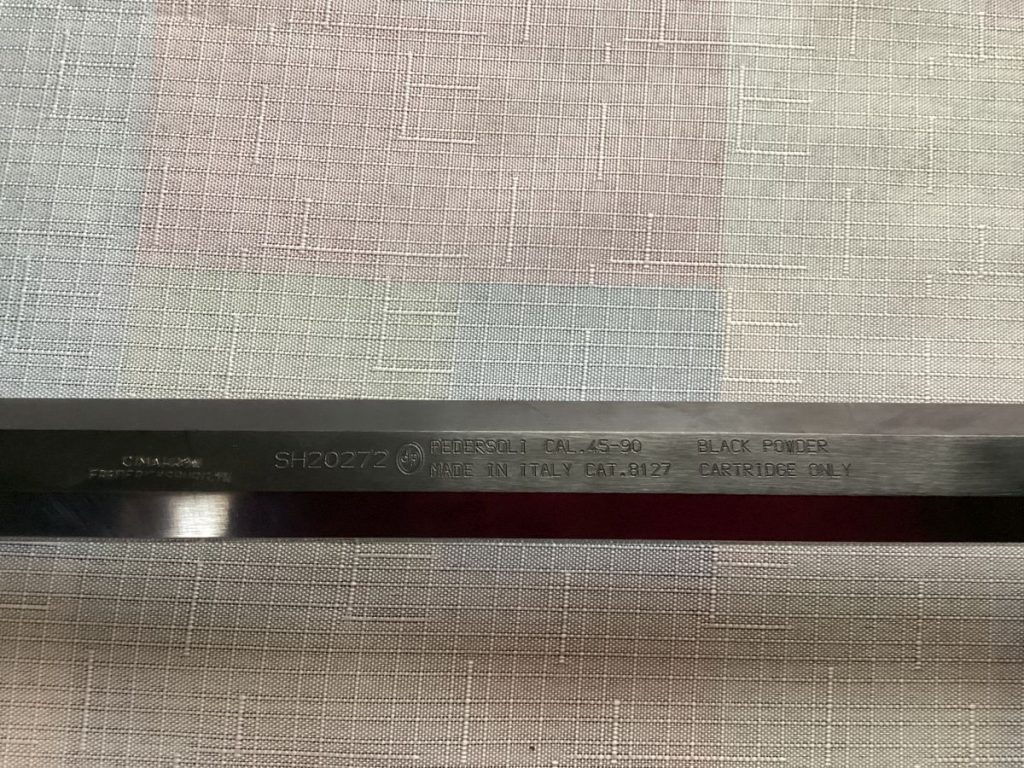 SH20272
PEDERSOLI CAL.45-90 BLACK POWDER
MADE IN ITALY CAT.8127 CARTRIDGE ONLY